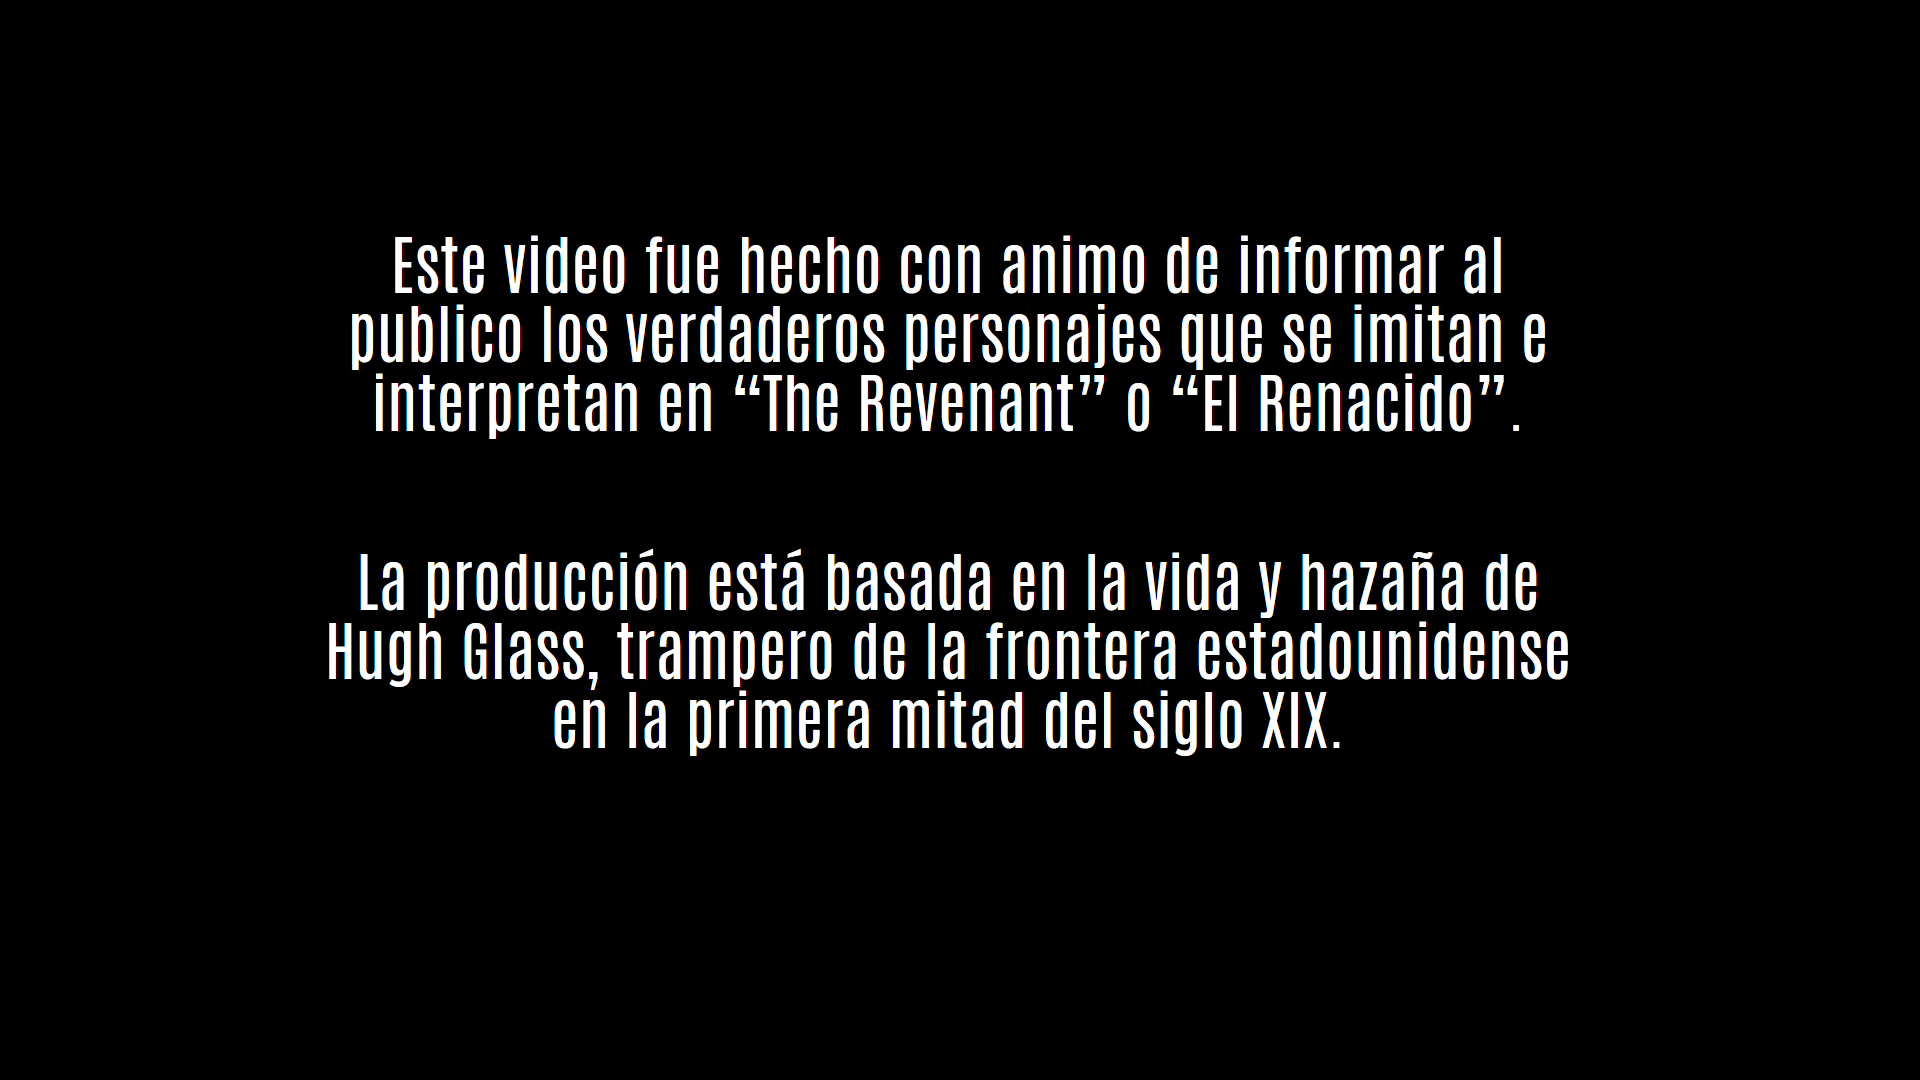 Este video fue hecho con animo de informar al
publico los verdaderos personajes que se imitan e
interpretan en “The Revenant” o “El Renacido”.
La producción está basada en la vida y hazaña de
Hugh Glass, trampero de la frontera estadounidense
en la primera mitad del siglo XIX.